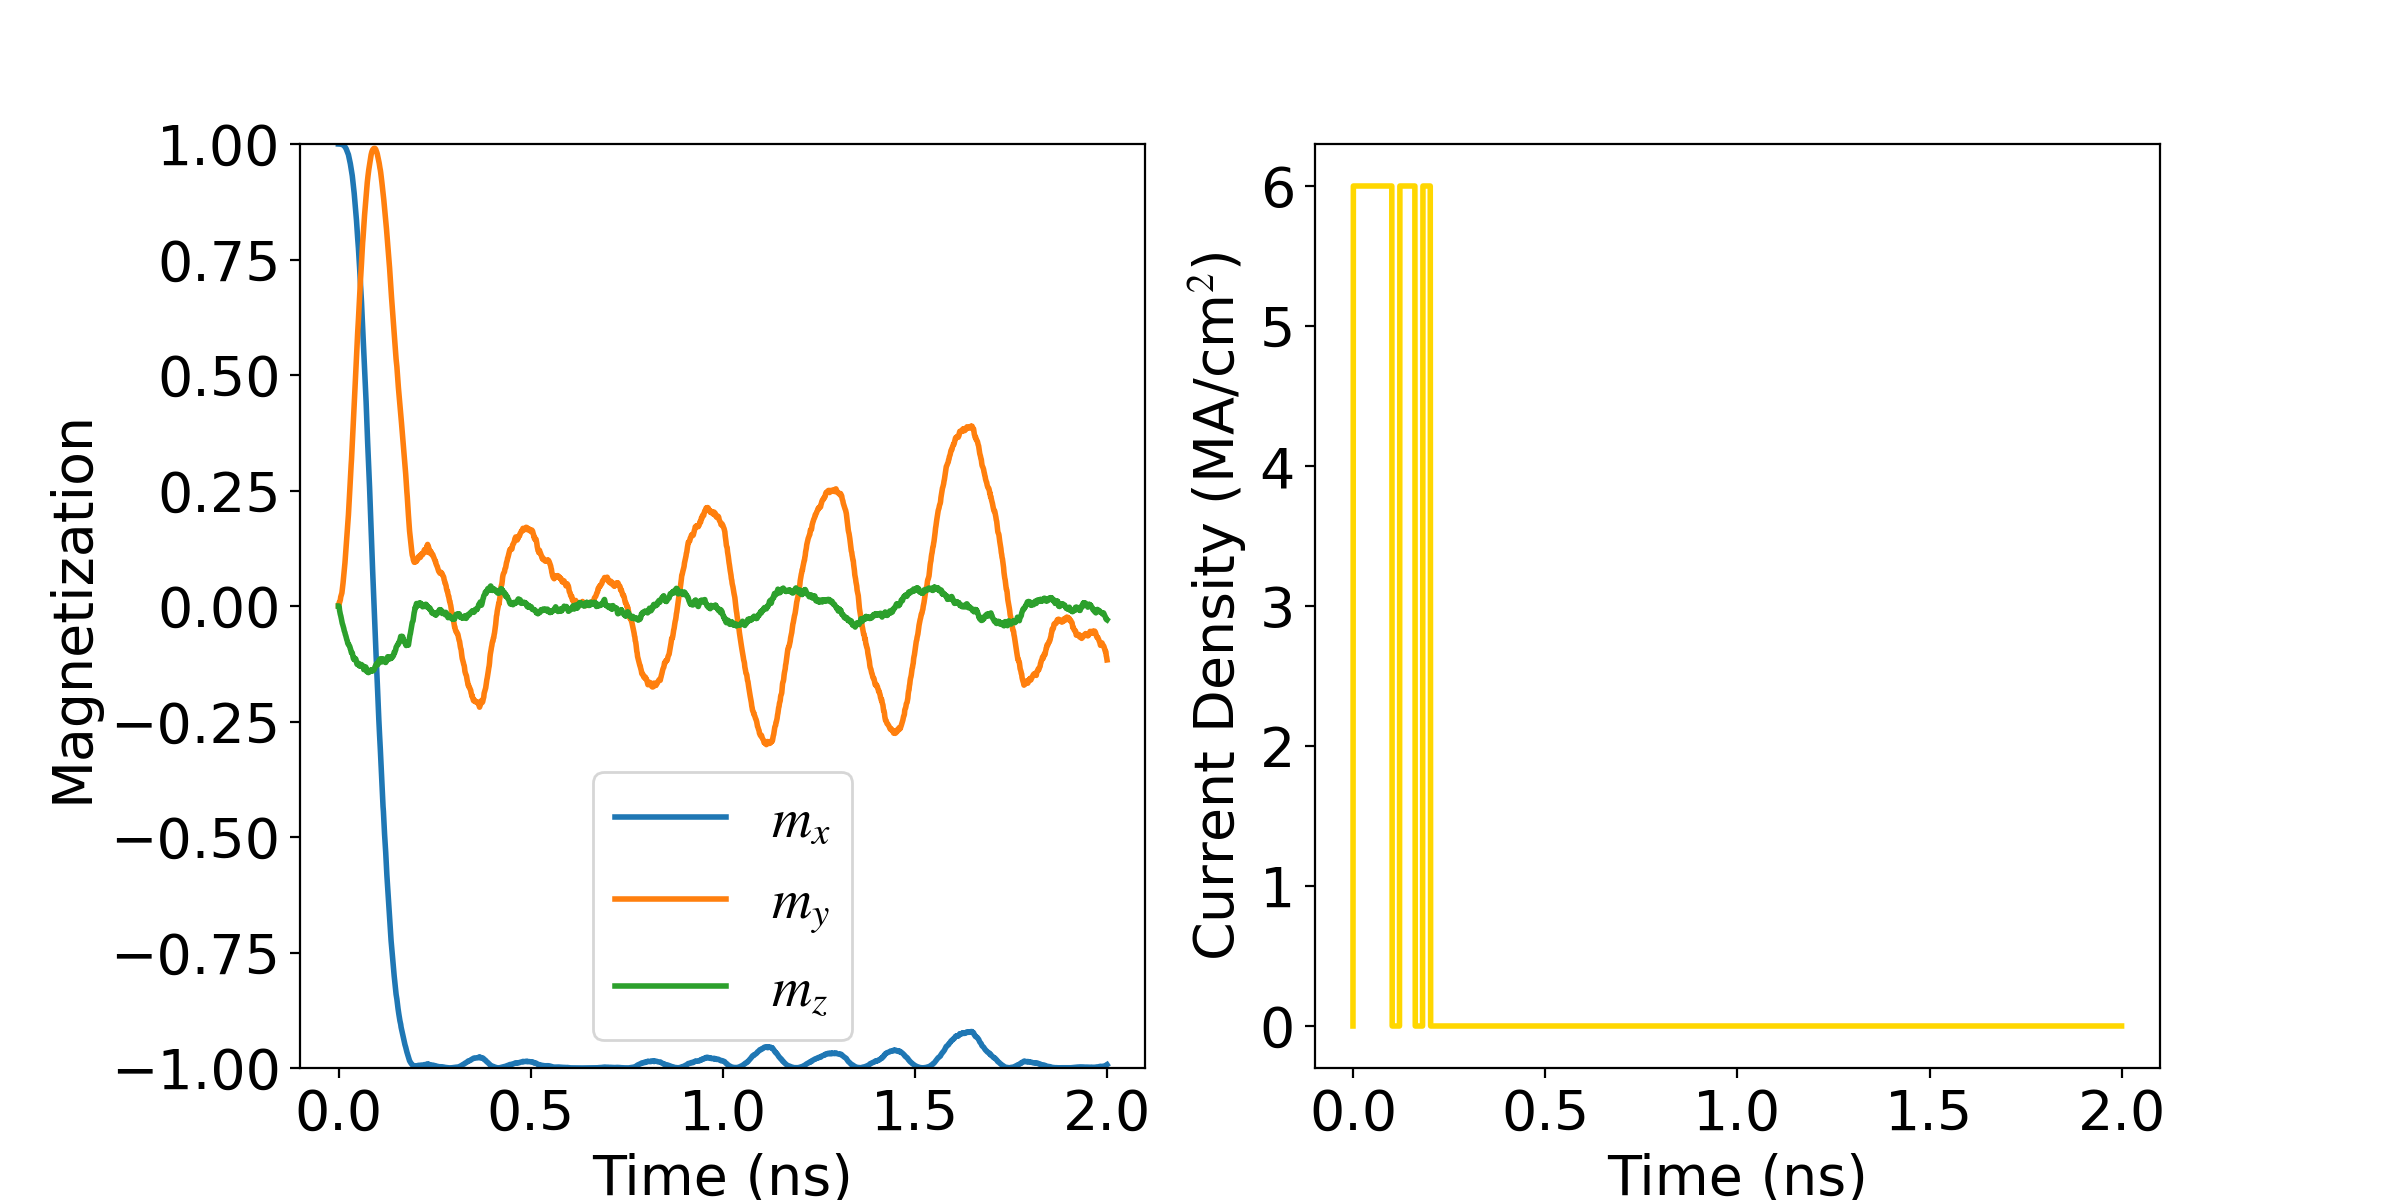 1.00
0.75
0.50
0.25
0.00
−0.25
−0.50
−0.75
−1.00
Magnetization
m_x
m_y
m_z
0.0 0.5 1.0 1.5 2.0
Time (ns)
6
5
4
3
2
1
0
Current Density (MA/cm²)
0.0 0.5 1.0 1.5 2.0
Time (ns)